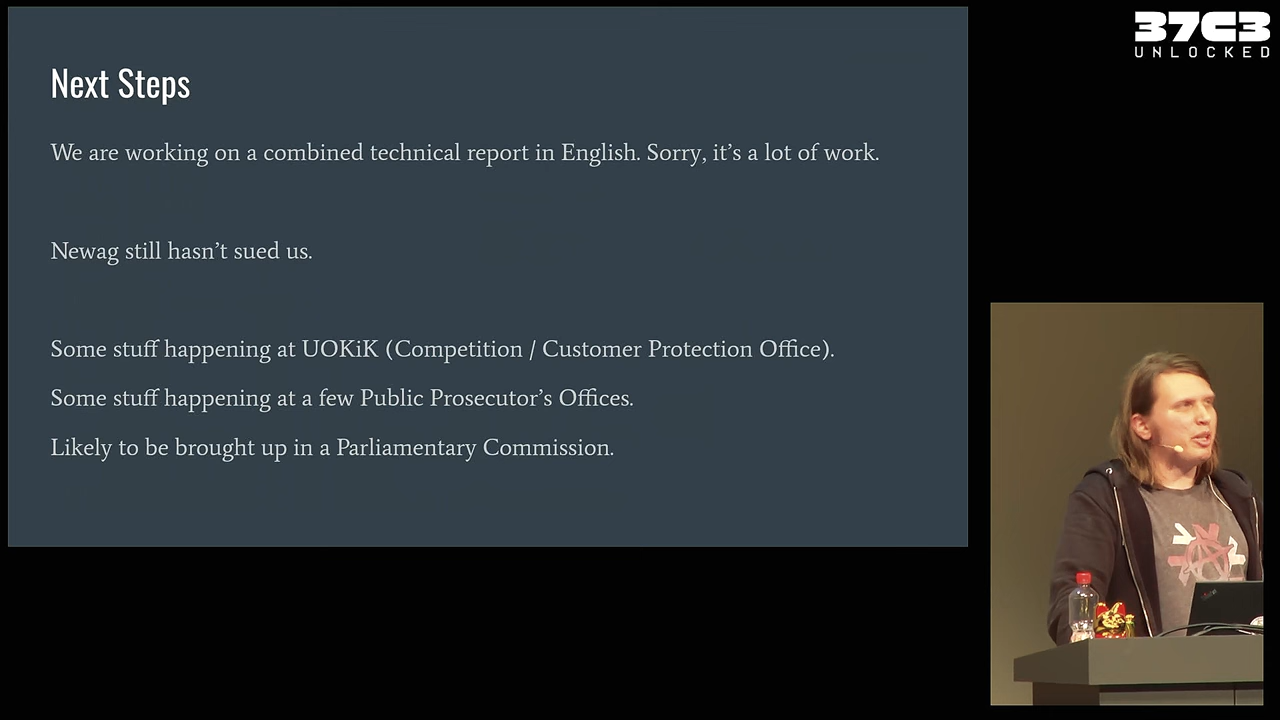 37C3
UNLOCKED
Next Steps
We are working on a combined technical report in English. Sorry, it’s a lot of work.
Newag still hasn’t sued us.
Some stuff happening at UOKiK (Competition / Customer Protection Office).
Some stuff happening at a few Public Prosecutor’s Offices.
Likely to be brought up in a Parliamentary Commission.